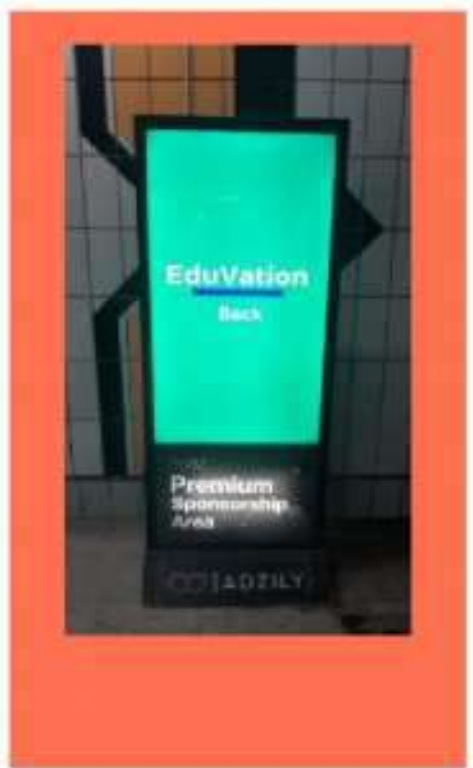 EduVation
Back
Premium
Sponsorship
Area
[ADZILY